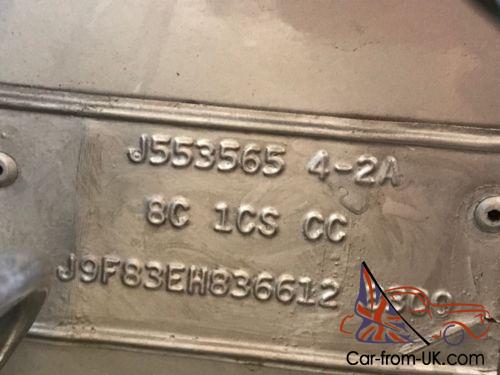 J553565 4-2A
8C 1CS CC
J9F83EH836612
Car-from-UK.com